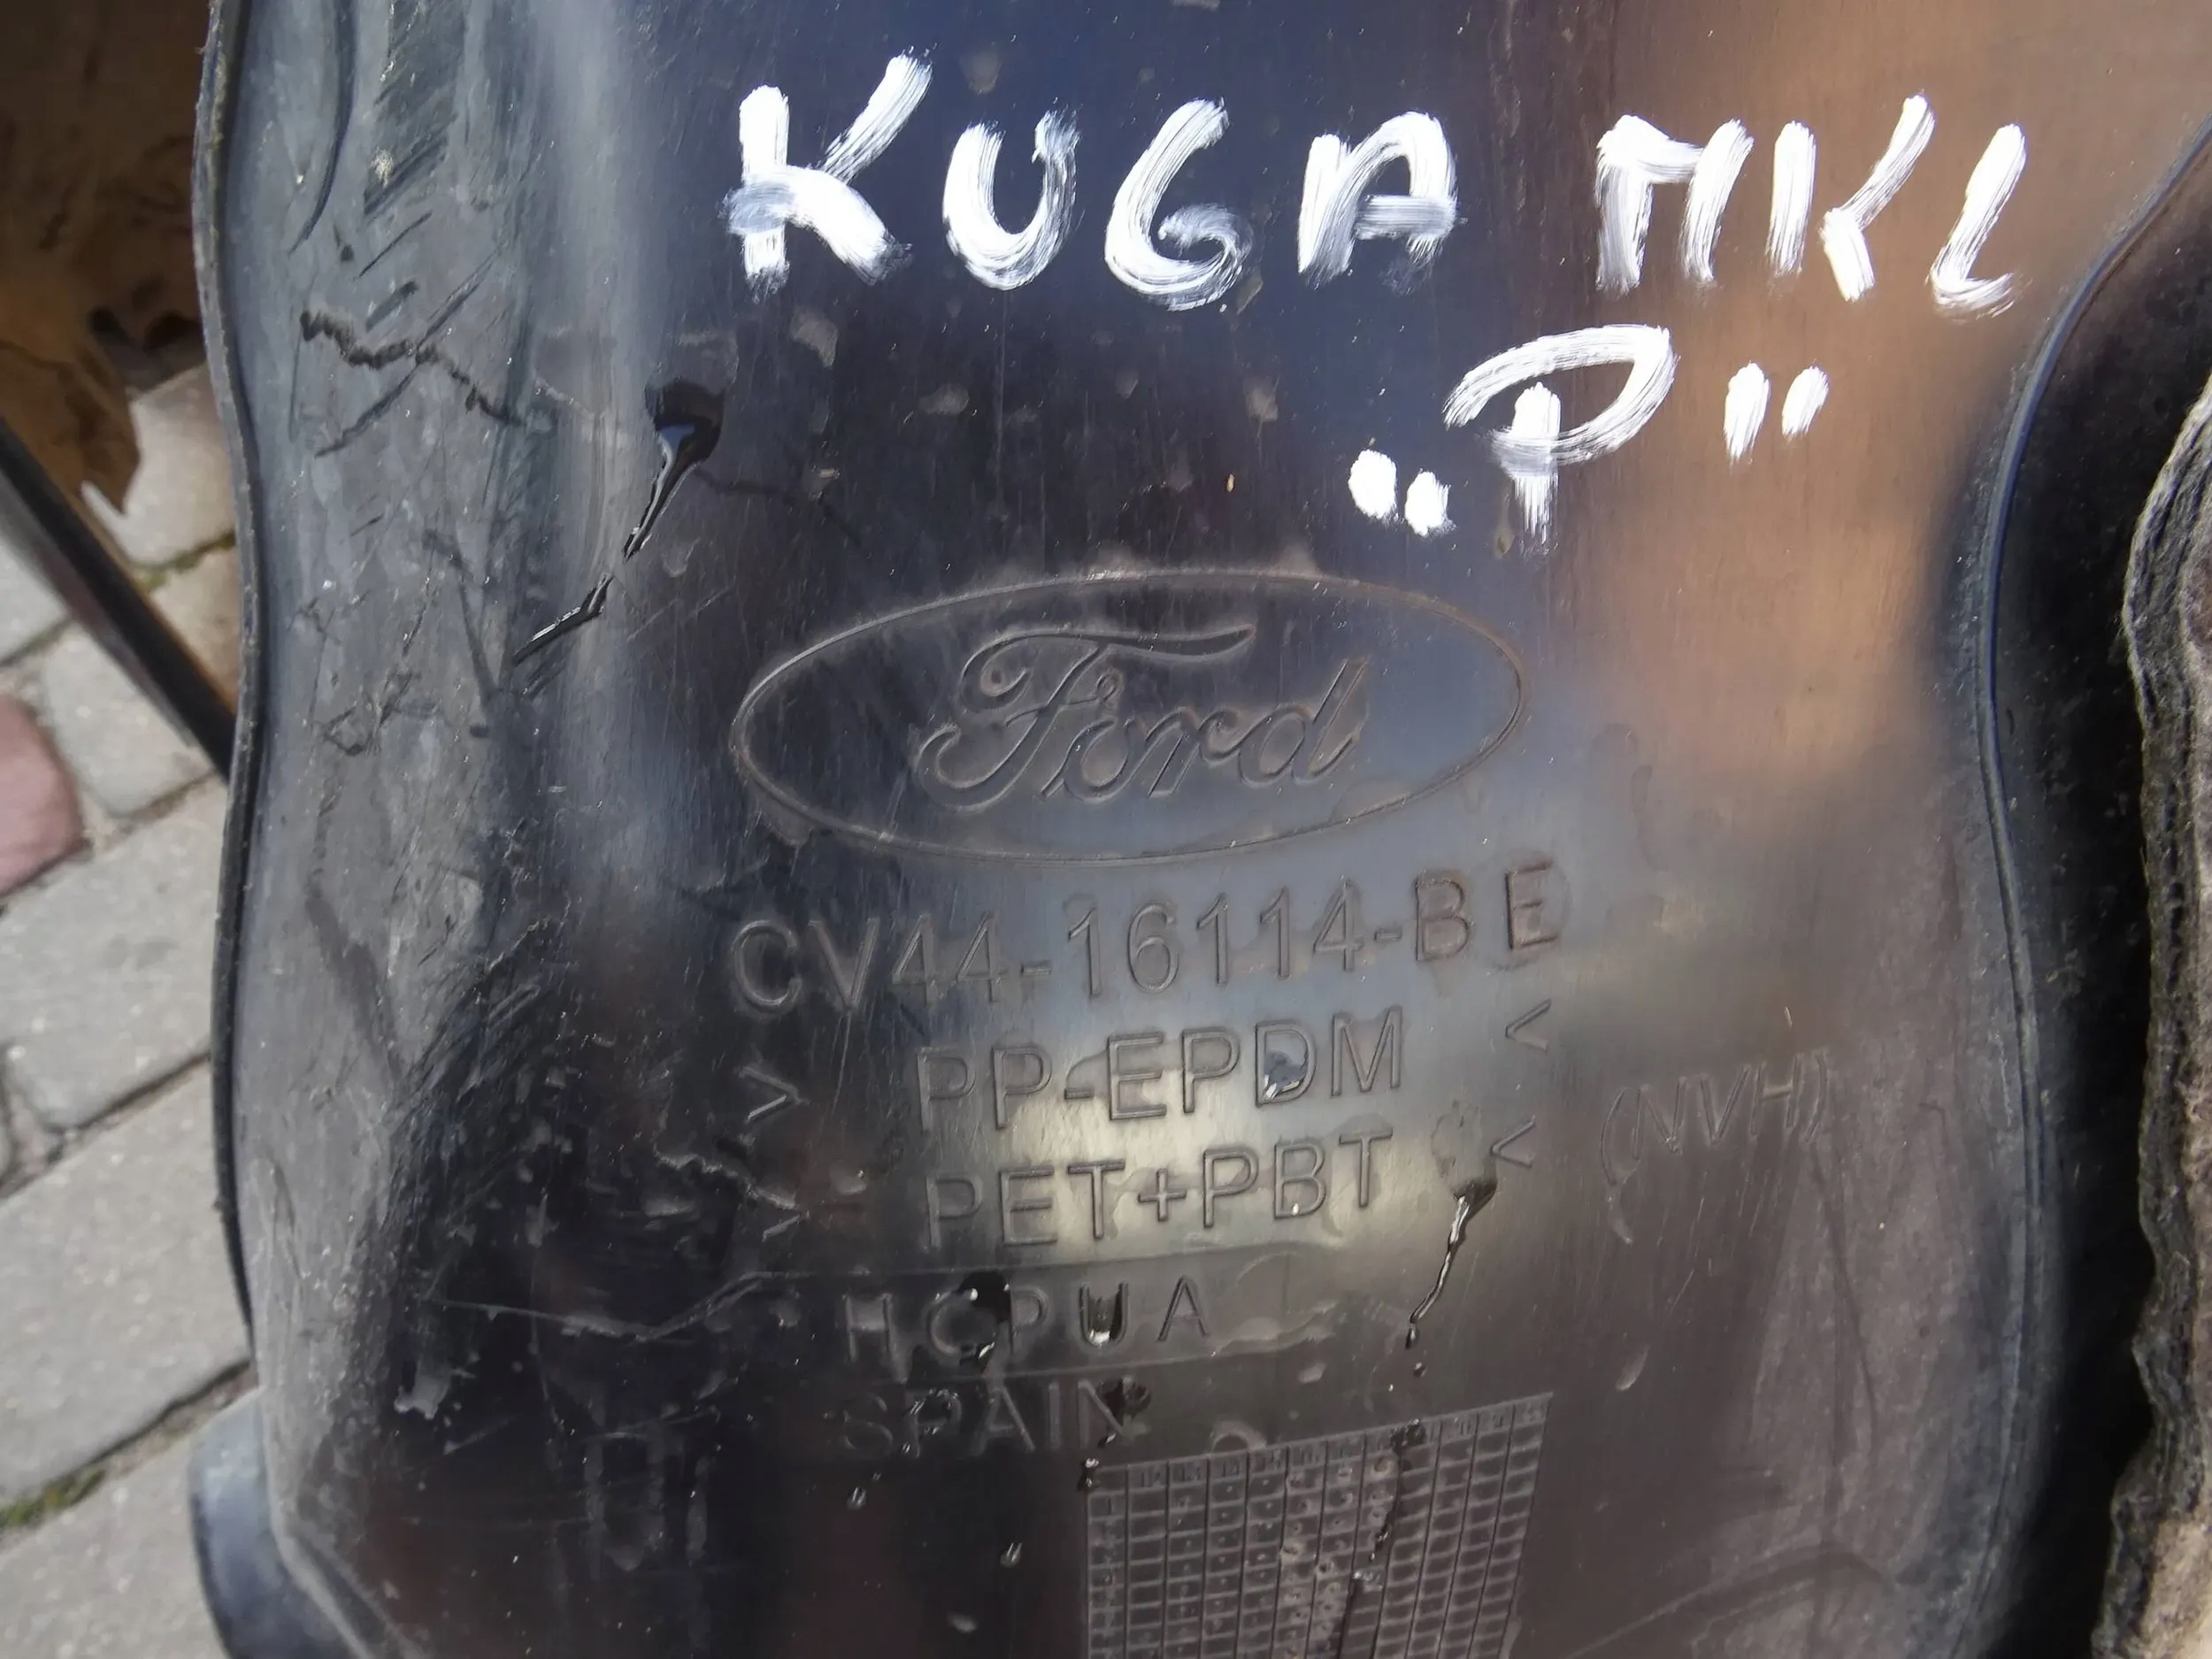 KUGA MKL
"P"
Ford
CV44-16114-BE
> PP-EPDM <
> PET+PBT < (NVH)
HCPUA
SPAIN